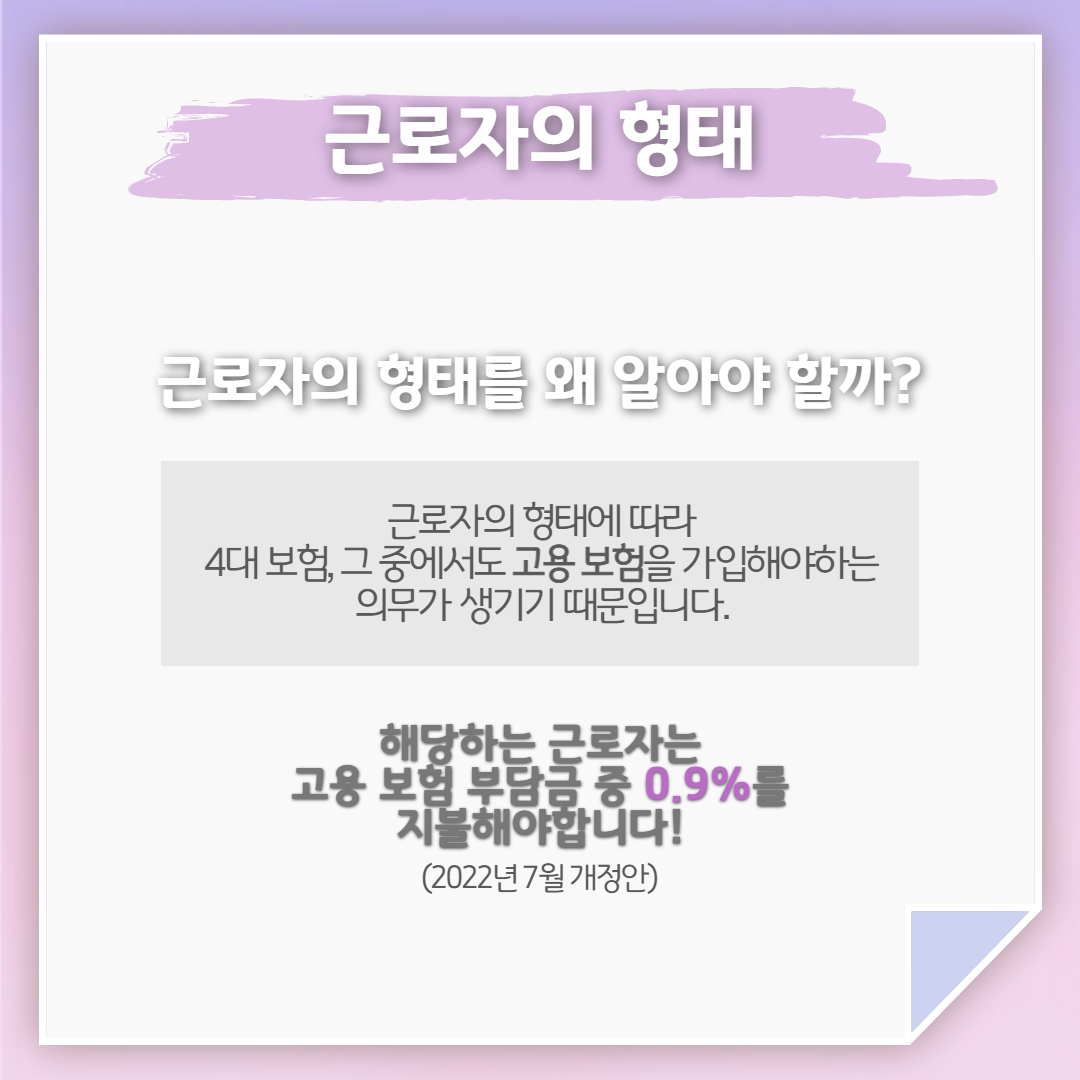 근로자의 형태
근로자의 형태를 왜 알아야 할까?
근로자의 형태에 따라
4대 보험, 그 중에서도 고용 보험을 가입해야하는
의무가 생기기 때문입니다.
해당하는 근로자는
고용 보험 부담금 중 0.9%를
지불해야합니다!
(2022년 7월 개정안)